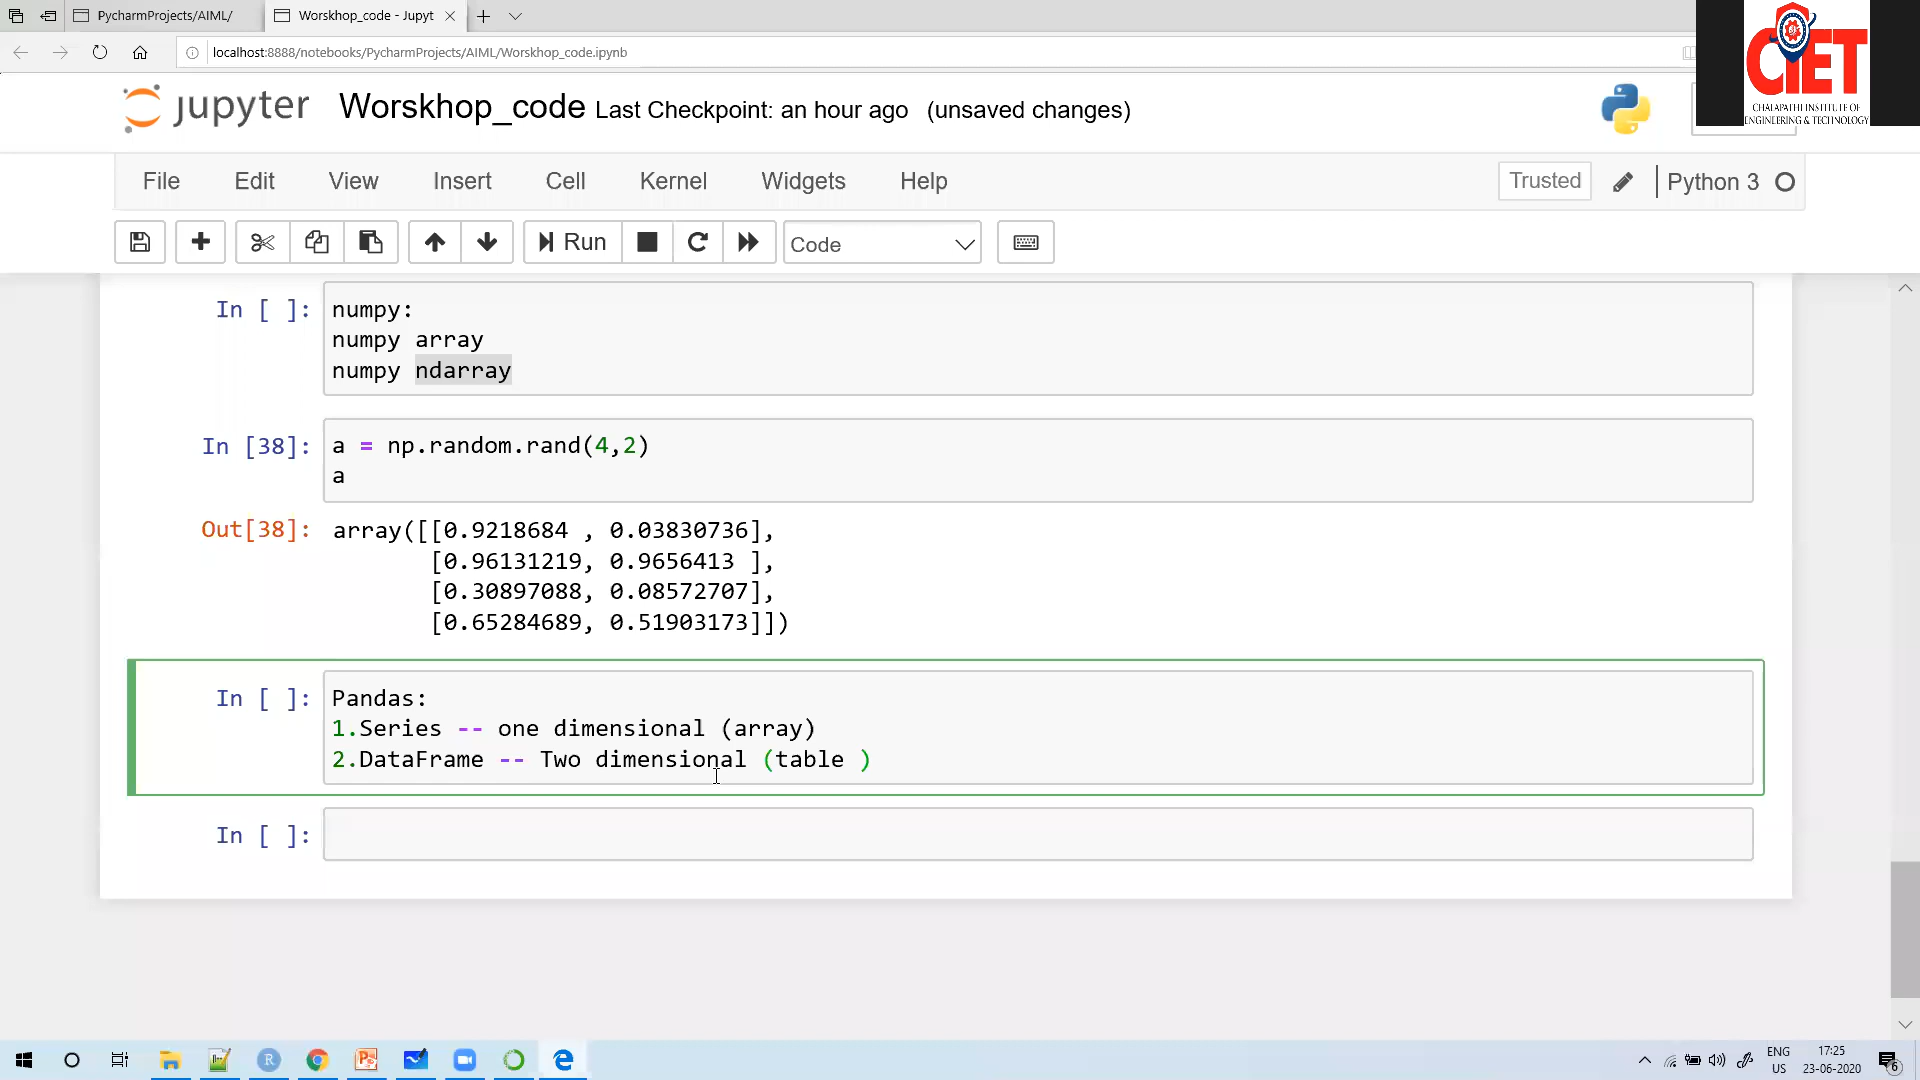 PycharmProjects/AIML/
Worskhop_code - Jupyt
localhost:8888/notebooks/PycharmProjects/AIML/Worskhop_code.ipynb
CIET
CHALAPATHI INSTITUTE OF
ENGINEERING & TECHNOLOGY
jupyter Worskhop_code Last Checkpoint: an hour ago (unsaved changes)
File Edit View Insert Cell Kernel Widgets Help Trusted Python 3
Run Code
In [ ]: numpy:
numpy array
numpy ndarray
In [38]: a = np.random.rand(4,2)
a
Out[38]: array([[0.9218684 , 0.03830736],
[0.96131219, 0.9656413 ],
[0.30897088, 0.08572707],
[0.65284689, 0.51903173]])
In [ ]: Pandas:
1.Series -- one dimensional (array)
2.DataFrame -- Two dimensional (table )
In [ ]:
R
ENG
US
17:25
23-06-2020
6